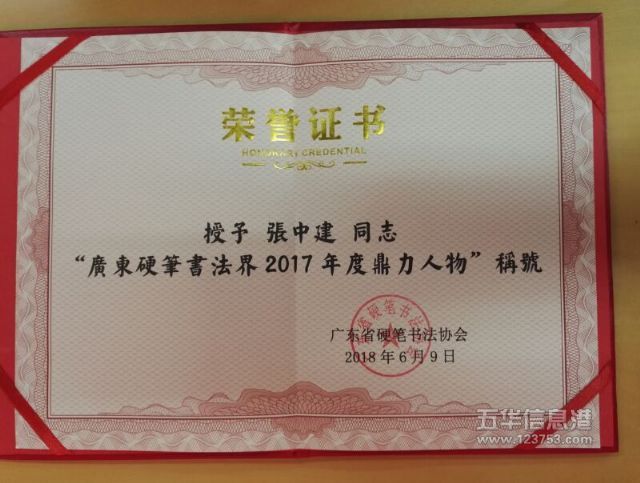 荣誉证书
HONORARY CREDENTIAL
授予 張中建 同志
“廣東硬筆書法界2017年度鼎力人物”稱號
广东省硬笔书法协会
2018年6月9日
五华信息港
www.123753.com